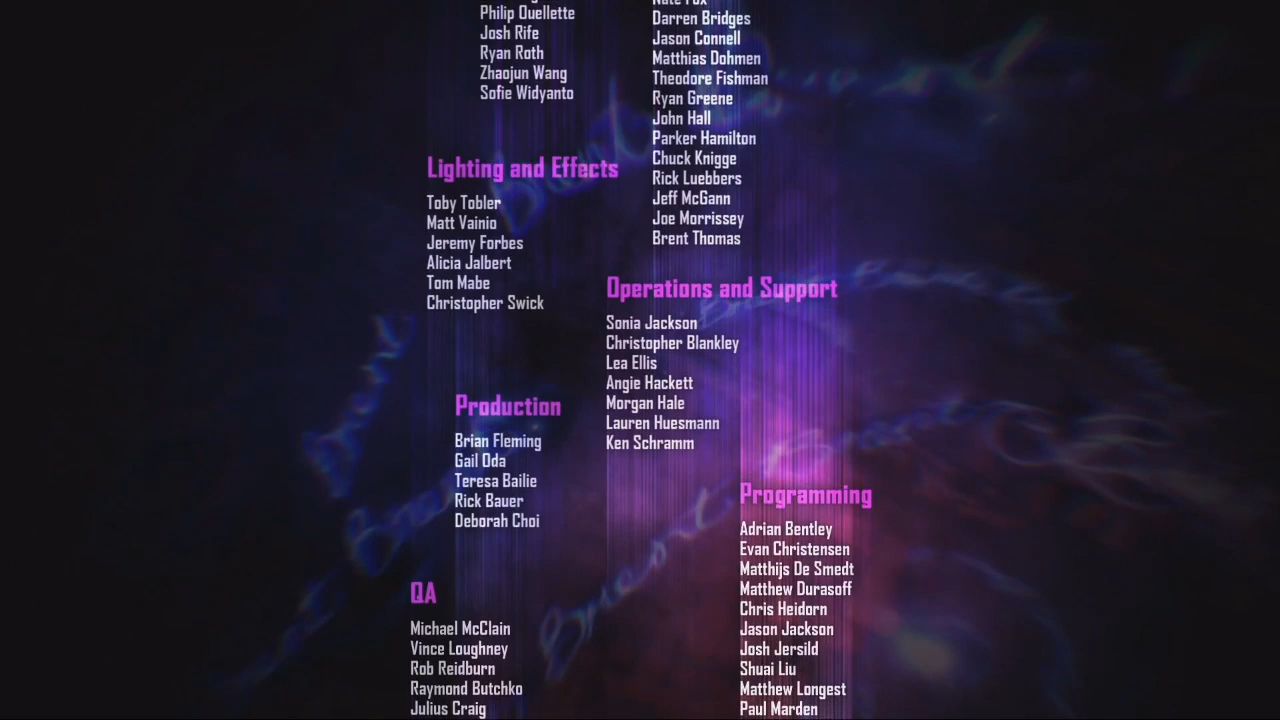 Philip Ouellette
Josh Rife
Ryan Roth
Zhaojun Wang
Sofie Widyanto
Lighting and Effects
Toby Tobler
Matt Vainio
Jeremy Forbes
Alicia Jalbert
Tom Mabe
Christopher Swick
Production
Brian Fleming
Gail Oda
Teresa Bailie
Rick Bauer
Deborah Choi
QA
Michael McClain
Vince Loughney
Rob Reidburn
Raymond Butchko
Julius Craig
Nate Fox
Darren Bridges
Jason Connell
Matthias Dohmen
Theodore Fishman
Ryan Greene
John Hall
Parker Hamilton
Chuck Knigge
Rick Luebbers
Jeff McGann
Joe Morrissey
Brent Thomas
Operations and Support
Sonia Jackson
Christopher Blankley
Lea Ellis
Angie Hackett
Morgan Hale
Lauren Huesmann
Ken Schramm
Programming
Adrian Bentley
Evan Christensen
Matthijs De Smedt
Matthew Durasoff
Chris Heidorn
Jason Jackson
Josh Jersild
Shuai Liu
Matthew Longest
Paul Marden